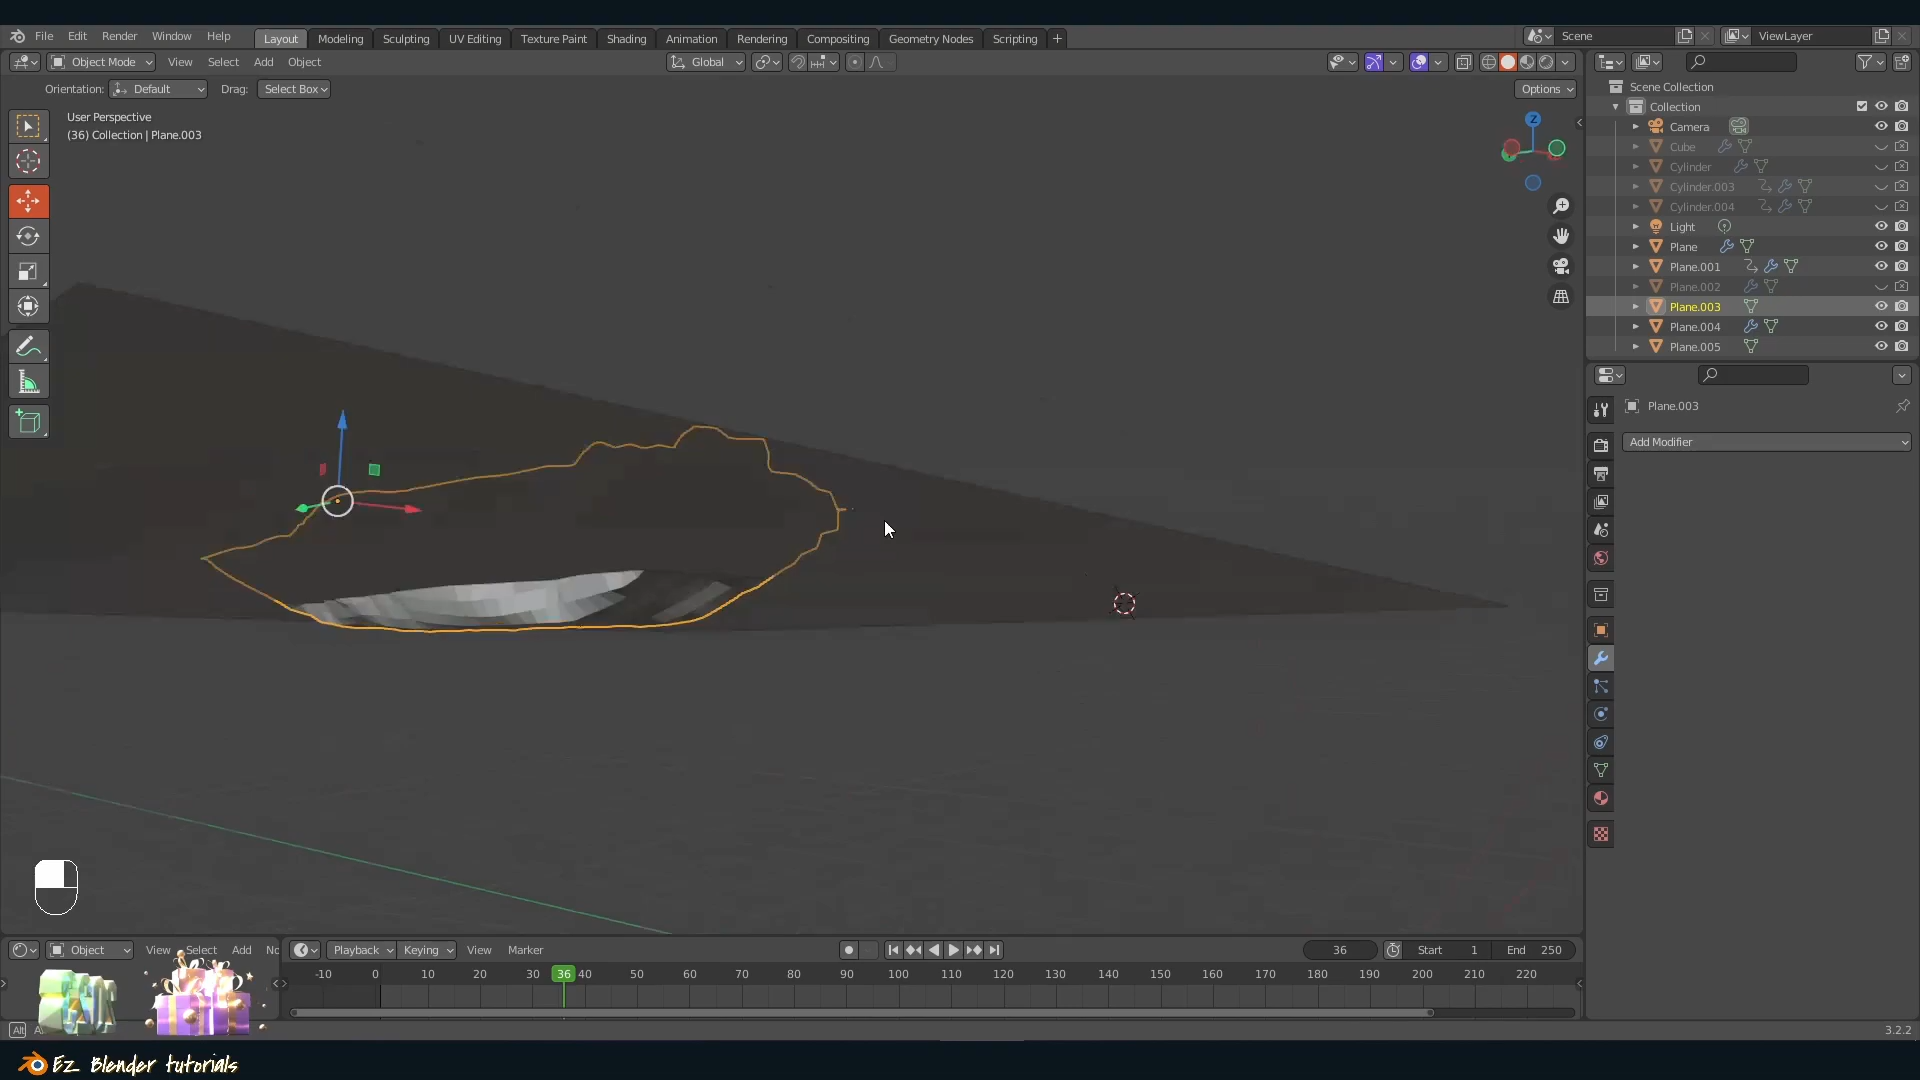 File Edit Render Window Help Layout Modeling Sculpting UV Editing Texture Paint Shading Animation Rendering Compositing Geometry Nodes Scripting + Scene ViewLayer
Object Mode View Select Add Object Global
Orientation: Default Drag: Select Box Options
User Perspective
(36) Collection | Plane.003
Z
Scene Collection
Collection
Camera
Cube
Cylinder
Cylinder.003
Cylinder.004
Light
Plane
Plane.001
Plane.002
Plane.003
Plane.004
Plane.005
Plane.003
Add Modifier
Object View Select Add Playback Keying View Marker 36 Start 1 End 250
-10 0 10 20 30 36 40 50 60 70 80 90 100 110 120 130 140 150 160 170 180 190 200 210 220
Alt
3.2.2
Ez Blender tutorials